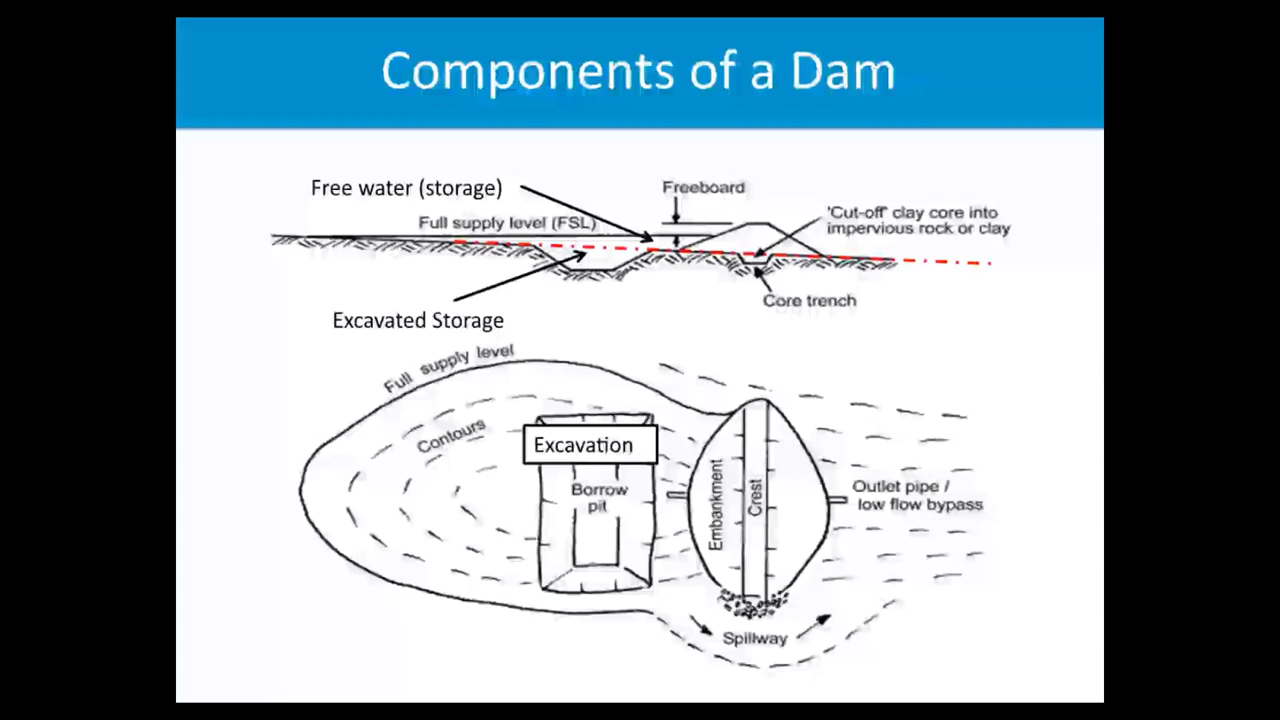 Components of a Dam
Free water (storage)
Freeboard
Full supply level (FSL)
'Cut-off' clay core into
impervious rock or clay
Core trench
Excavated Storage
Full supply level
Contours
Excavation
Borrow
pit
Embankment
Crest
Outlet pipe /
low flow bypass
Spillway